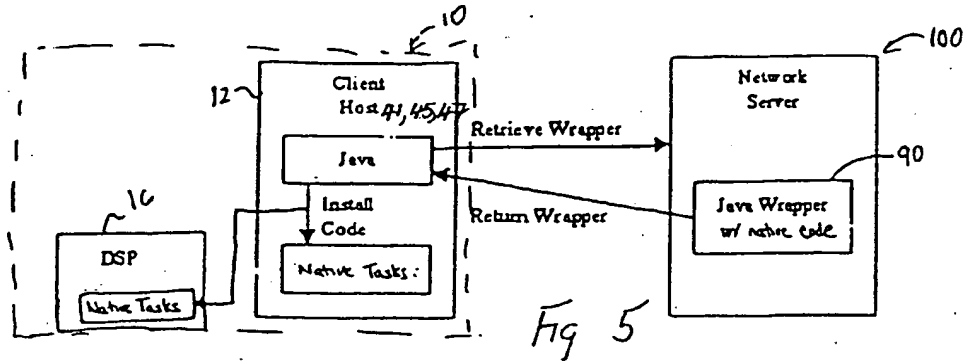 10
100
12
Client
Host 41,45,47
Network
Server
Retrieve Wrapper
Java
90
16
Install
Code
Return Wrapper
Java Wrapper
w/ native code
DSP
Native Tasks
Native Tasks
Fig 5